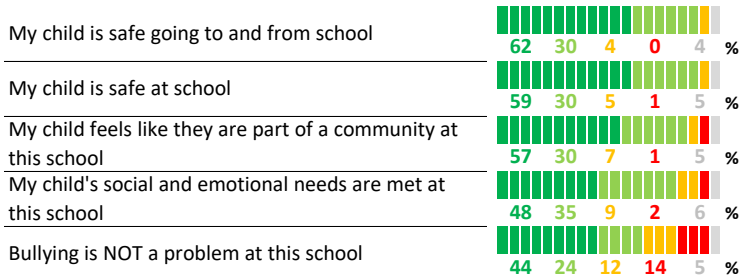 My child is safe going to and from school
62 30 4 0 4 %
My child is safe at school
59 30 5 1 5 %
My child feels like they are part of a community at
this school
57 30 7 1 5 %
My child's social and emotional needs are met at
this school
48 35 9 2 6 %
Bullying is NOT a problem at this school
44 24 12 14 5 %